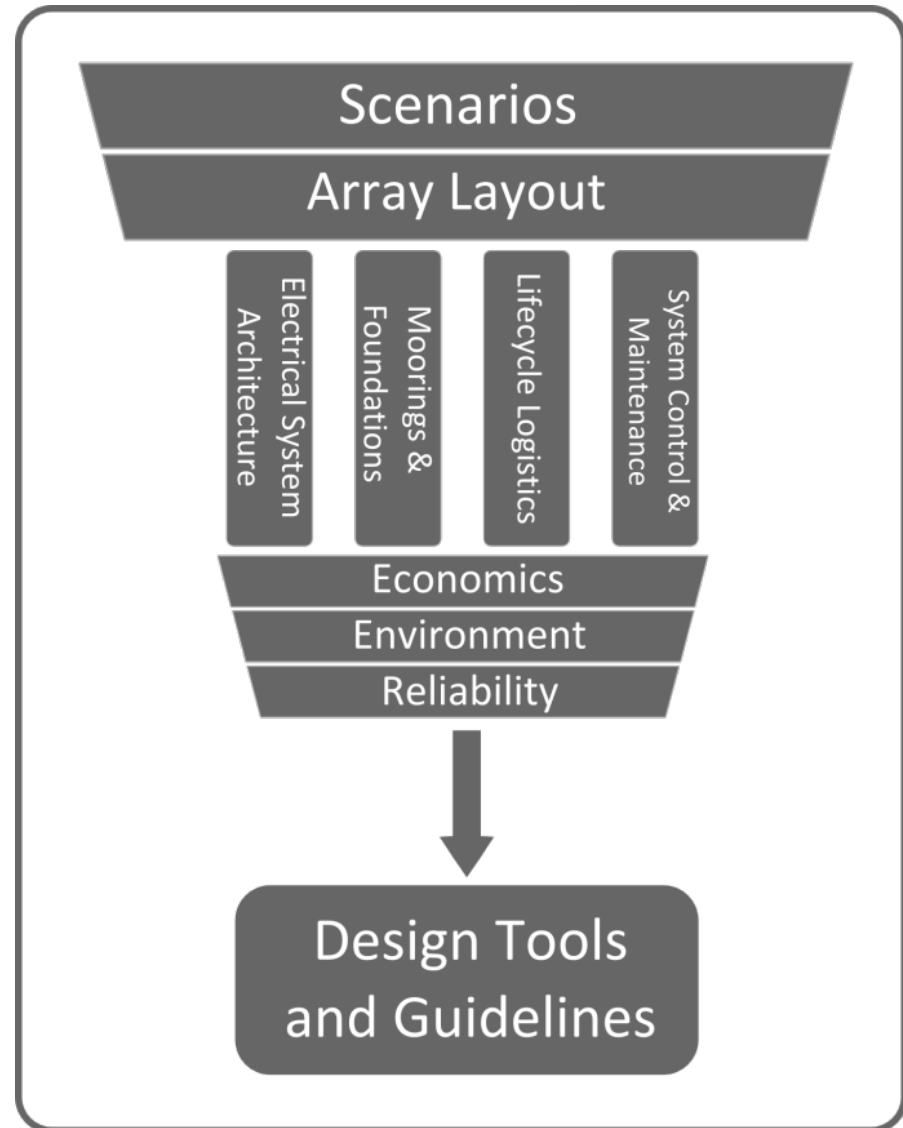 Scenarios
Array Layout
Electrical System
Architecture
Moorings &
Foundations
Lifecycle Logistics
System Control &
Maintenance
Economics
Environment
Reliability
Design Tools
and Guidelines